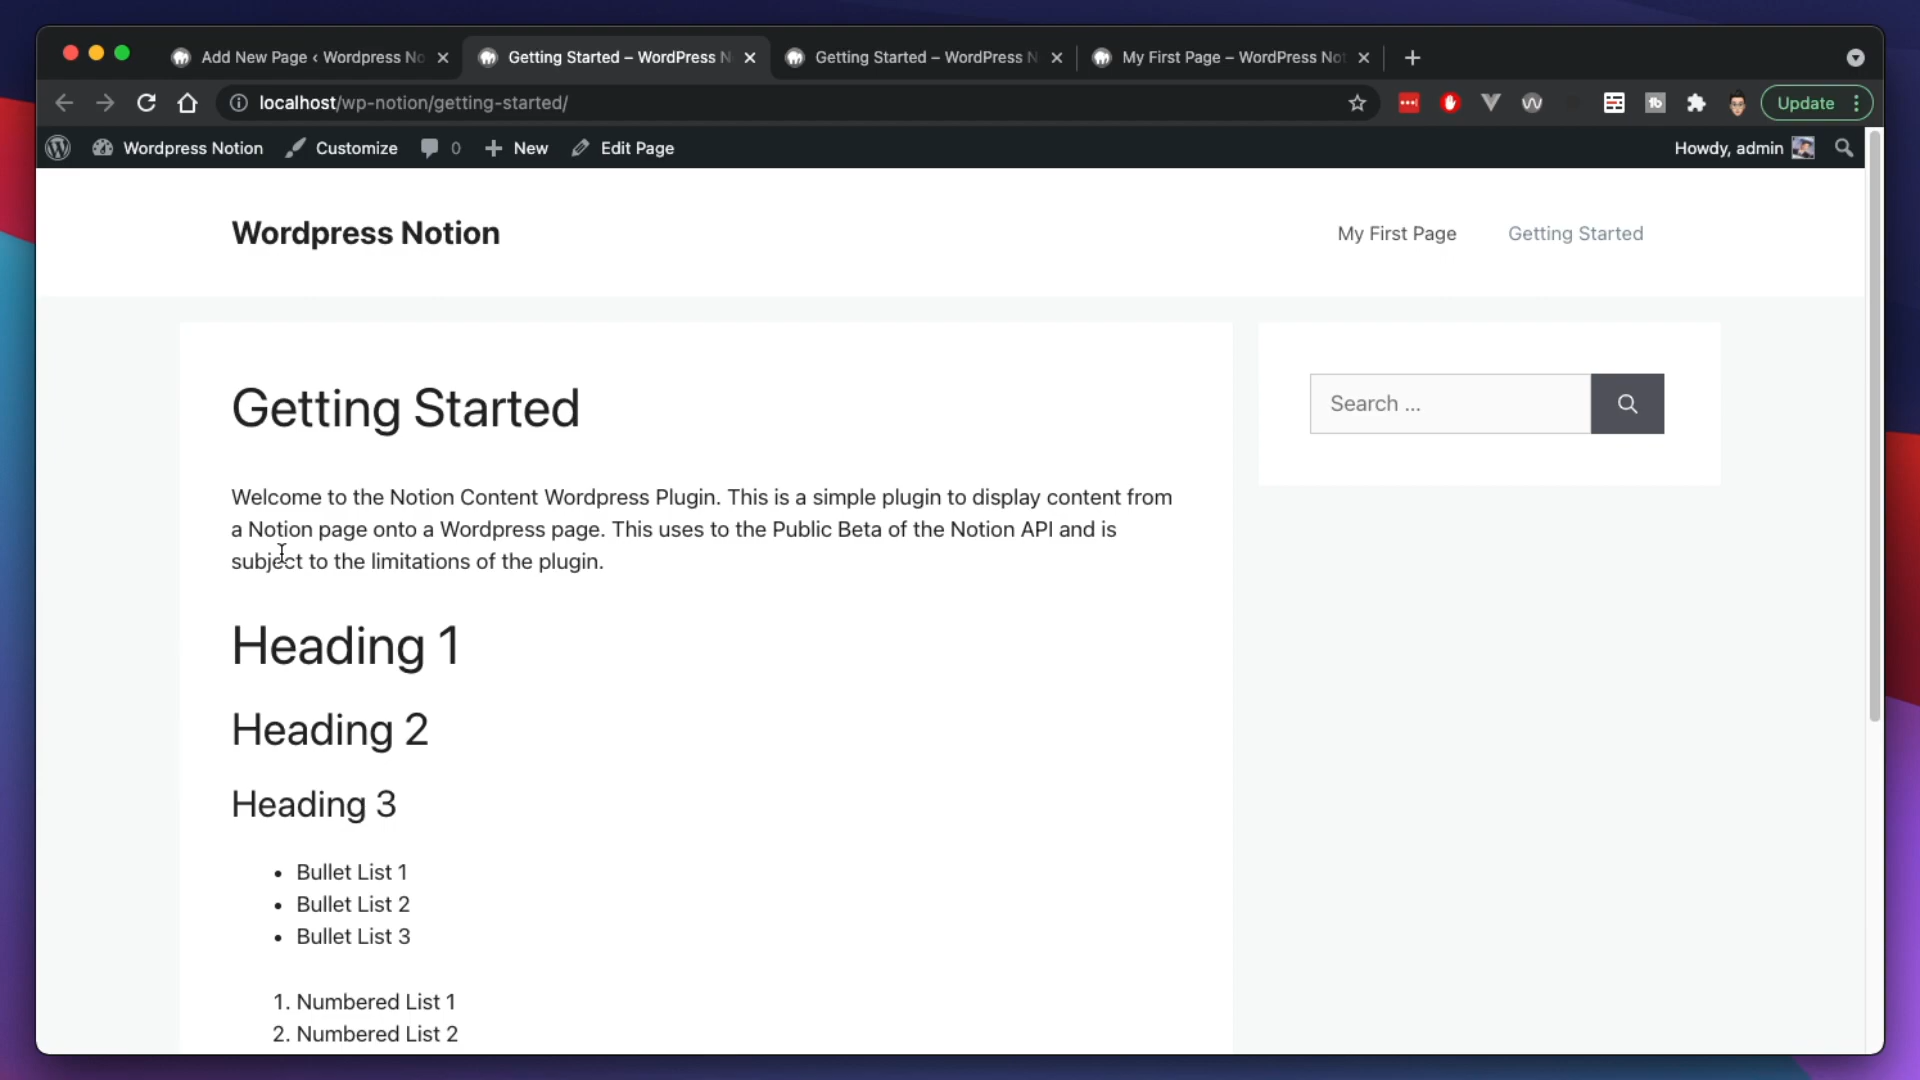 Add New Page ‹ Wordpress No
Getting Started – WordPress N
Getting Started – WordPress N
My First Page – WordPress Not
localhost/wp-notion/getting-started/
Update
Wordpress Notion
Customize
0
New
Edit Page
Howdy, admin
Wordpress Notion
My First Page
Getting Started
Getting Started
Search ...
Welcome to the Notion Content Wordpress Plugin. This is a simple plugin to display content from
a Notion page onto a Wordpress page. This uses to the Public Beta of the Notion API and is
subject to the limitations of the plugin.
Heading 1
Heading 2
Heading 3
• Bullet List 1
• Bullet List 2
• Bullet List 3
1. Numbered List 1
2. Numbered List 2